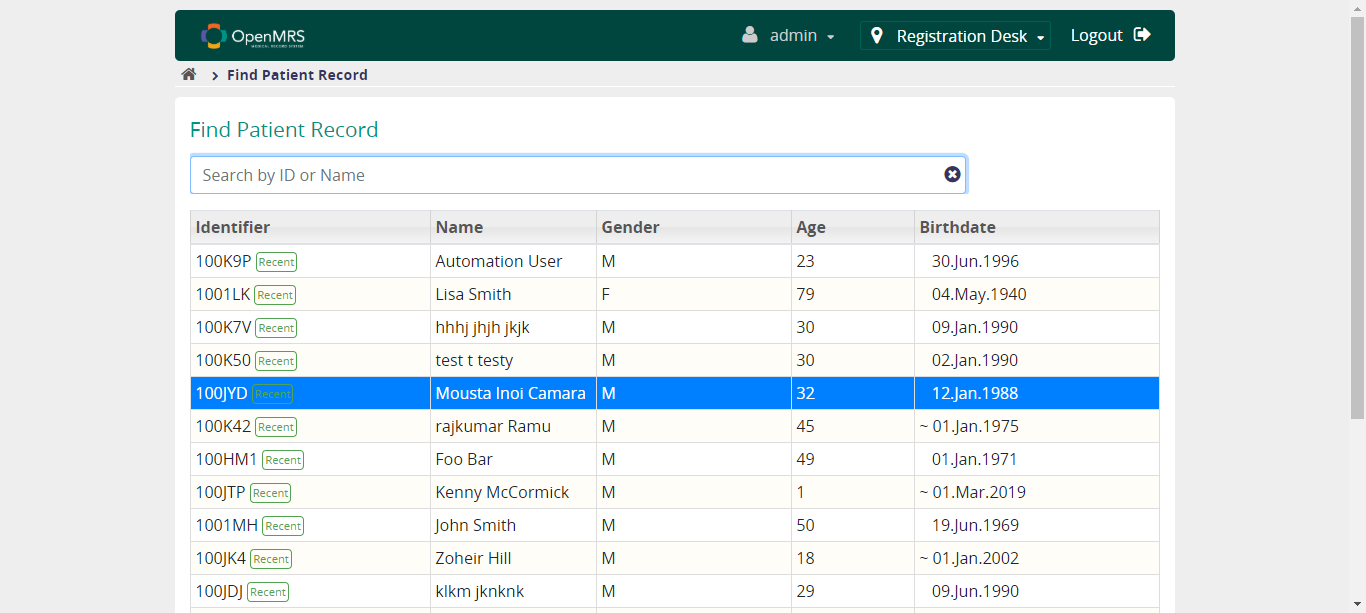 OpenMRS
MEDICAL RECORD SYSTEM
admin
Registration Desk
Logout
Find Patient Record
Find Patient Record
Search by ID or Name
Identifier Name Gender Age Birthdate
100K9P Recent Automation User M 23 30.Jun.1996
1001LK Recent Lisa Smith F 79 04.May.1940
100K7V Recent hhhj jhjh jkjk M 30 09.Jan.1990
100K50 Recent test t testy M 30 02.Jan.1990
100JYD Recent Mousta Inoi Camara M 32 12.Jan.1988
100K42 Recent rajkumar Ramu M 45 ~ 01.Jan.1975
100HM1 Recent Foo Bar M 49 01.Jan.1971
100JTP Recent Kenny McCormick M 1 ~ 01.Mar.2019
1001MH Recent John Smith M 50 19.Jun.1969
100JK4 Recent Zoheir Hill M 18 ~ 01.Jan.2002
100JDJ Recent klkm jknknk M 29 09.Jun.1990